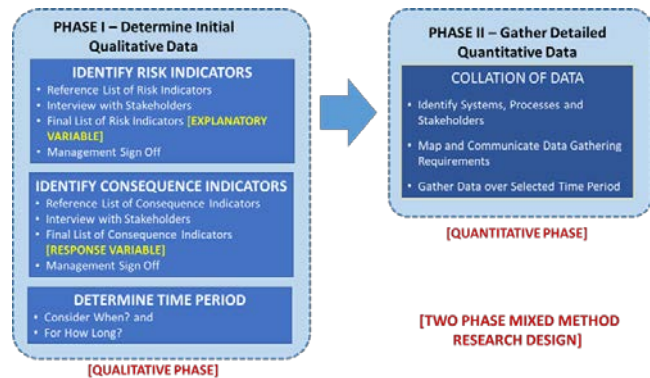 PHASE I – Determine Initial
Qualitative Data
IDENTIFY RISK INDICATORS
• Reference List of Risk Indicators
• Interview with Stakeholders
• Final List of Risk Indicators [EXPLANATORY
VARIABLE]
• Management Sign Off
IDENTIFY CONSEQUENCE INDICATORS
• Reference List of Consequence Indicators
• Interview with Stakeholders
• Final List of Consequence Indicators
[RESPONSE VARIABLE]
• Management Sign Off
DETERMINE TIME PERIOD
• Consider When? and
• For How Long?
[QUALITATIVE PHASE]
PHASE II – Gather Detailed
Quantitative Data
COLLATION OF DATA
• Identify Systems, Processes and
Stakeholders
• Map and Communicate Data Gathering
Requirements
• Gather Data over Selected Time Period
[QUANTITATIVE PHASE]
[TWO PHASE MIXED METHOD
RESEARCH DESIGN]